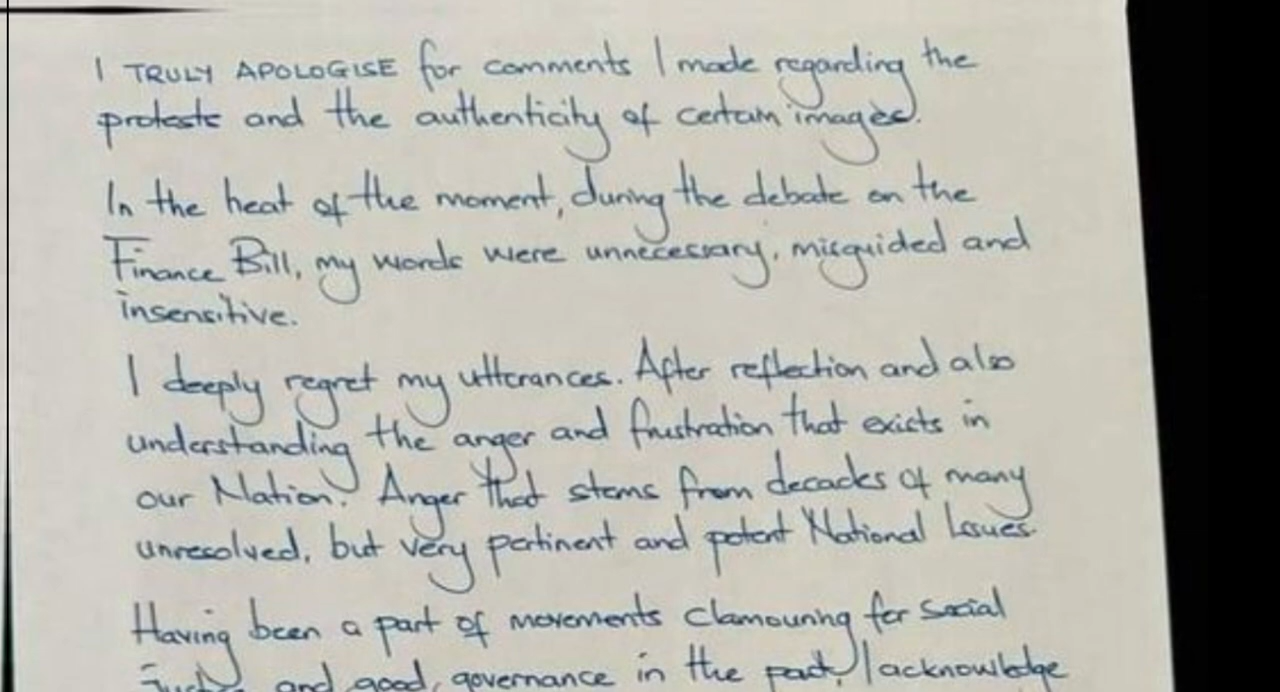 I TRULY APOLOGISE for comments I made regarding the
protests and the authenticity of certain images.
In the heat of the moment, during the debate on the
Finance Bill, my words were unnecessary, misguided and
insensitive.
I deeply regret my utterances. After reflection and also
understanding the anger and frustration that exists in
our Nation. Anger that stems from decades of many
unresolved, but very pertinent and potent National Issues.
Having been a part of movements clamouring for Social
and good governance in the past, I acknowledge